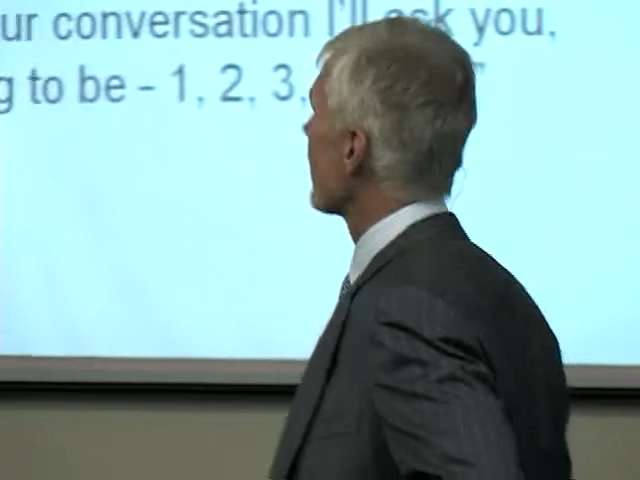 ur conversation I'll ask you,
g to be – 1, 2, 3, "